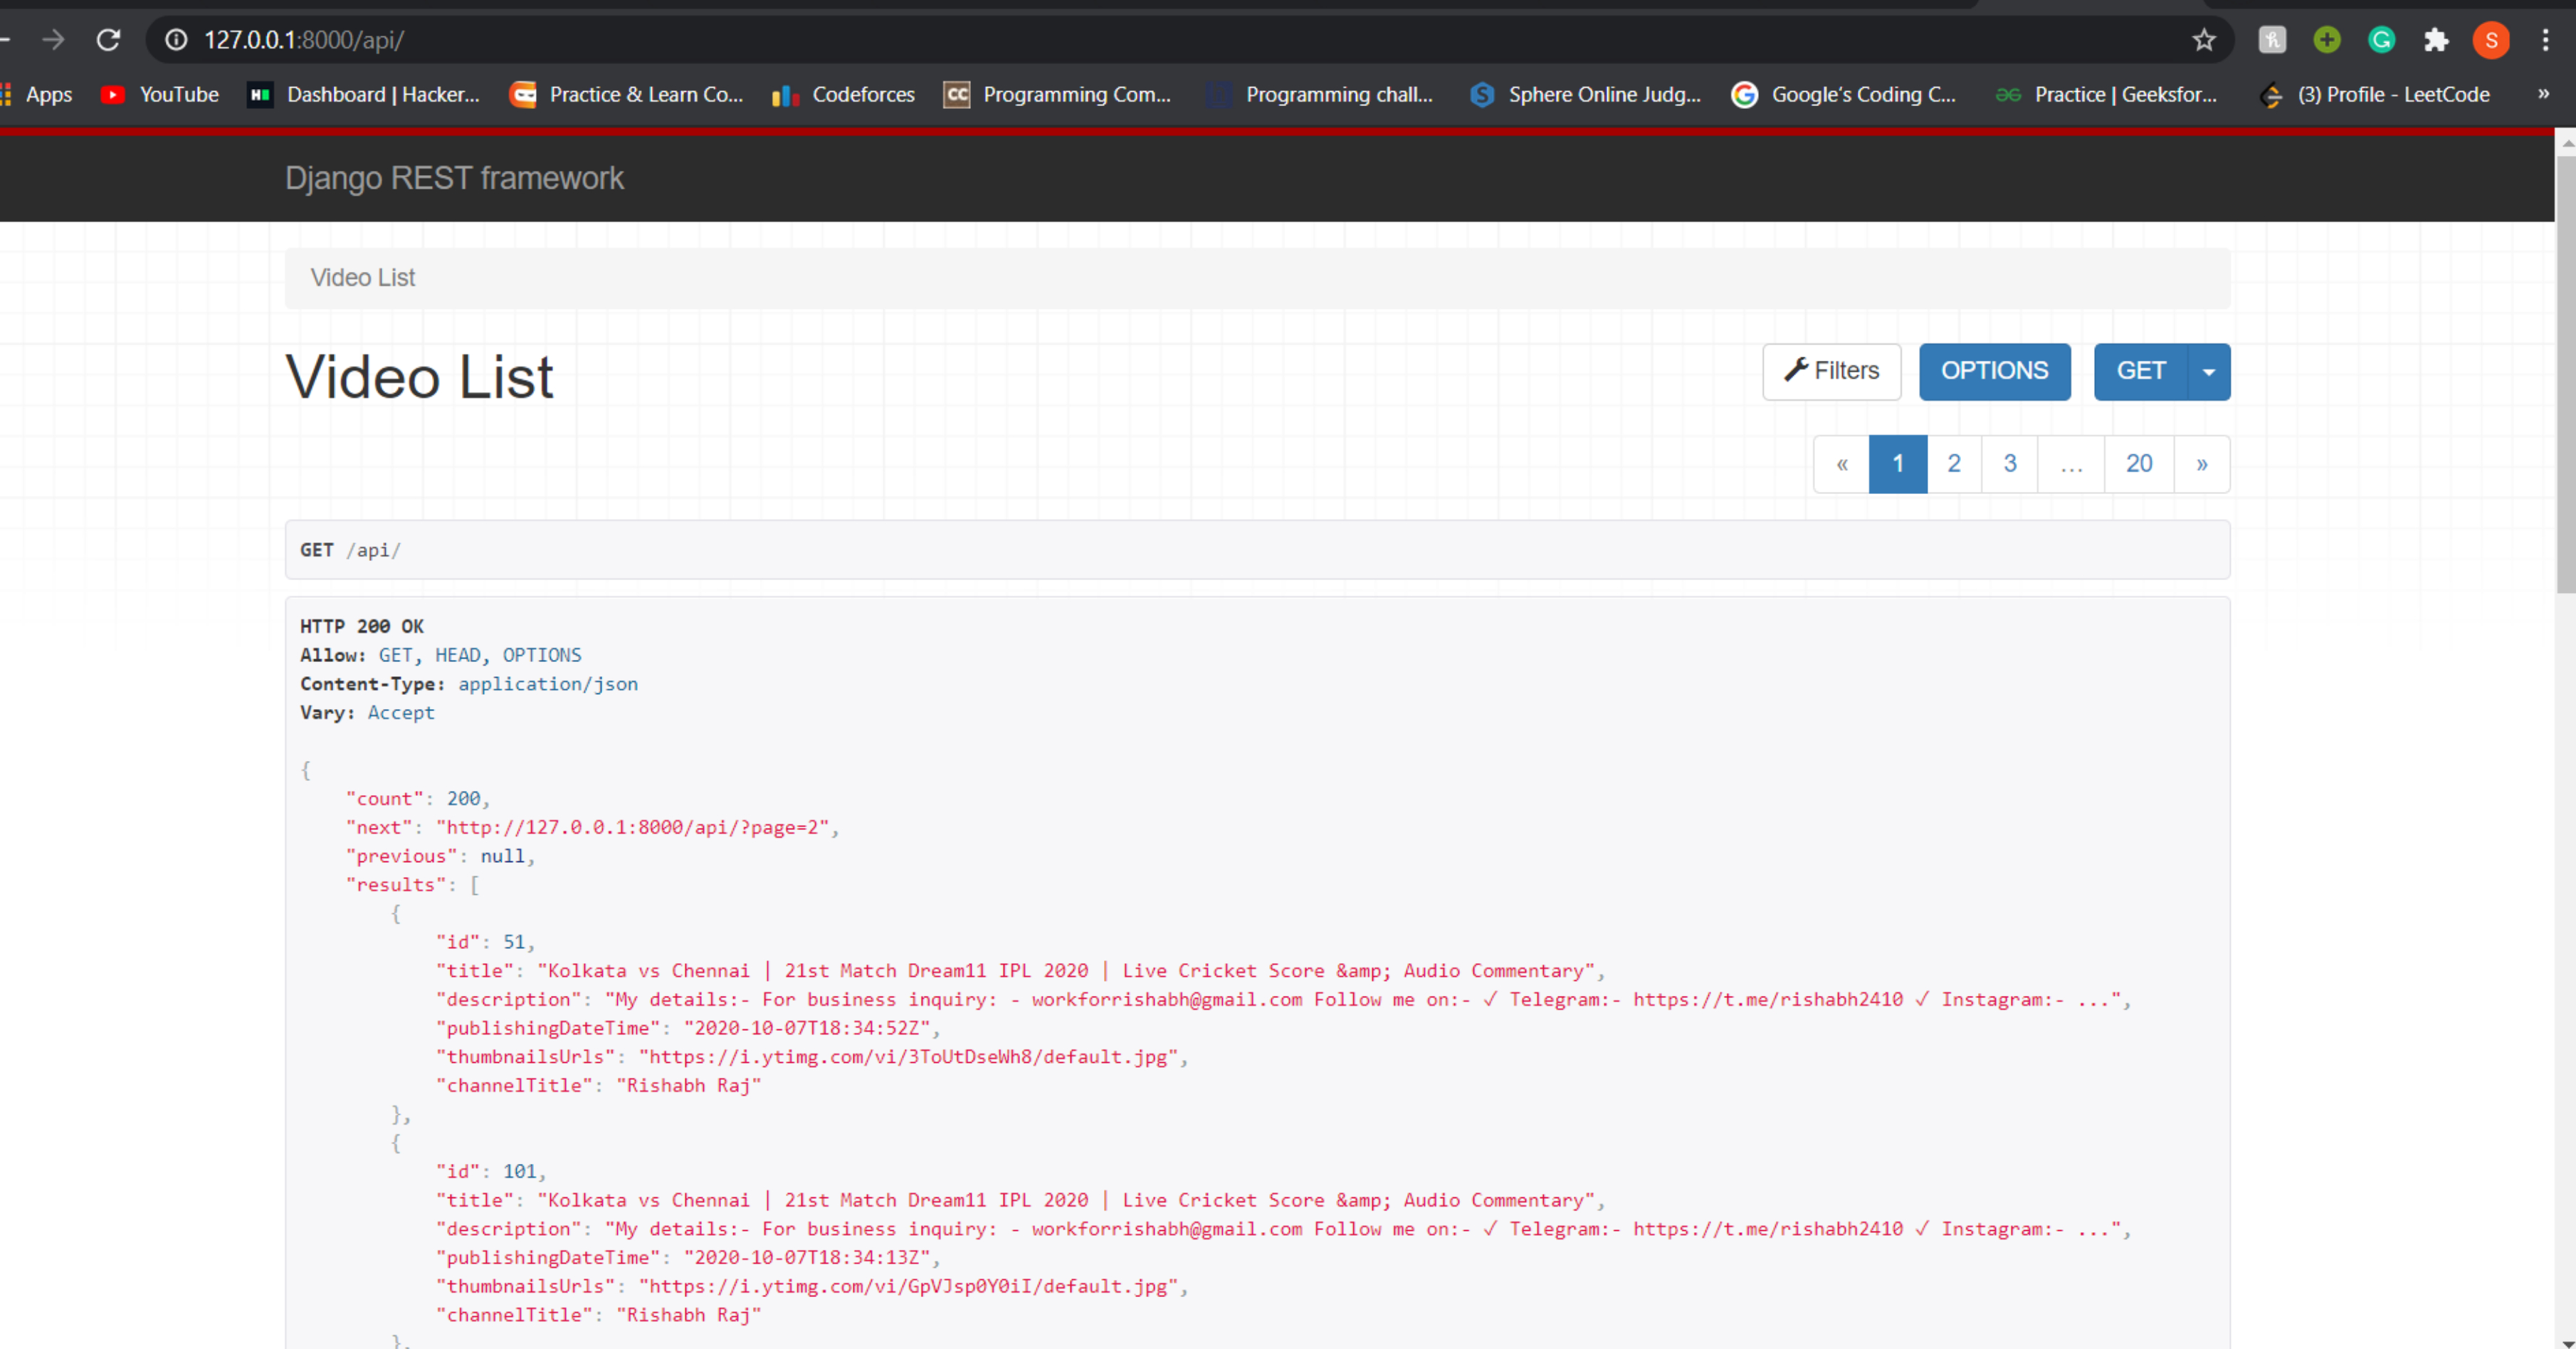 127.0.0.1:8000/api/
S
Apps YouTube Dashboard | Hacker... Practice & Learn Co... Codeforces CC Programming Com... Programming chall... Sphere Online Judg... Google's Coding C... Practice | Geeksfor... (3) Profile - LeetCode »
Django REST framework
Video List
Video List
Filters OPTIONS GET
« 1 2 3 … 20 »
GET /api/
HTTP 200 OK
Allow: GET, HEAD, OPTIONS
Content-Type: application/json
Vary: Accept
{
"count": 200,
"next": "http://127.0.0.1:8000/api/?page=2",
"previous": null,
"results": [
{
"id": 51,
"title": "Kolkata vs Chennai | 21st Match Dream11 IPL 2020 | Live Cricket Score &amp; Audio Commentary",
"description": "My details:- For business inquiry: - workforrishabh@gmail.com Follow me on:- ✓ Telegram:- https://t.me/rishabh2410 ✓ Instagram:- ...",
"publishingDateTime": "2020-10-07T18:34:52Z",
"thumbnailsUrls": "https://i.ytimg.com/vi/3ToUtDseWh8/default.jpg",
"channelTitle": "Rishabh Raj"
},
{
"id": 101,
"title": "Kolkata vs Chennai | 21st Match Dream11 IPL 2020 | Live Cricket Score &amp; Audio Commentary",
"description": "My details:- For business inquiry: - workforrishabh@gmail.com Follow me on:- ✓ Telegram:- https://t.me/rishabh2410 ✓ Instagram:- ...",
"publishingDateTime": "2020-10-07T18:34:13Z",
"thumbnailsUrls": "https://i.ytimg.com/vi/GpVJsp0Y0iI/default.jpg",
"channelTitle": "Rishabh Raj"
},